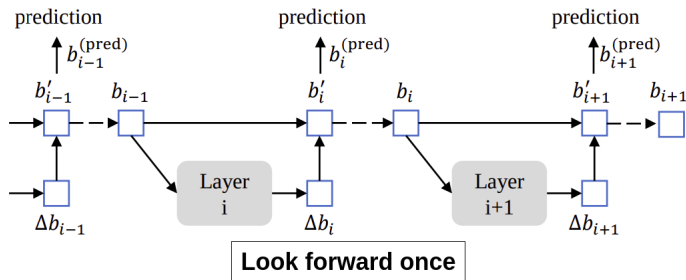 prediction prediction prediction
b_{i-1}^{(pred)} b_i^{(pred)} b_{i+1}^{(pred)}
b'_{i-1} b_{i-1} b'_i b_i b'_{i+1} b_{i+1}
Layer
i
Layer
i+1
Δb_{i-1} Δb_i Δb_{i+1}
Look forward once